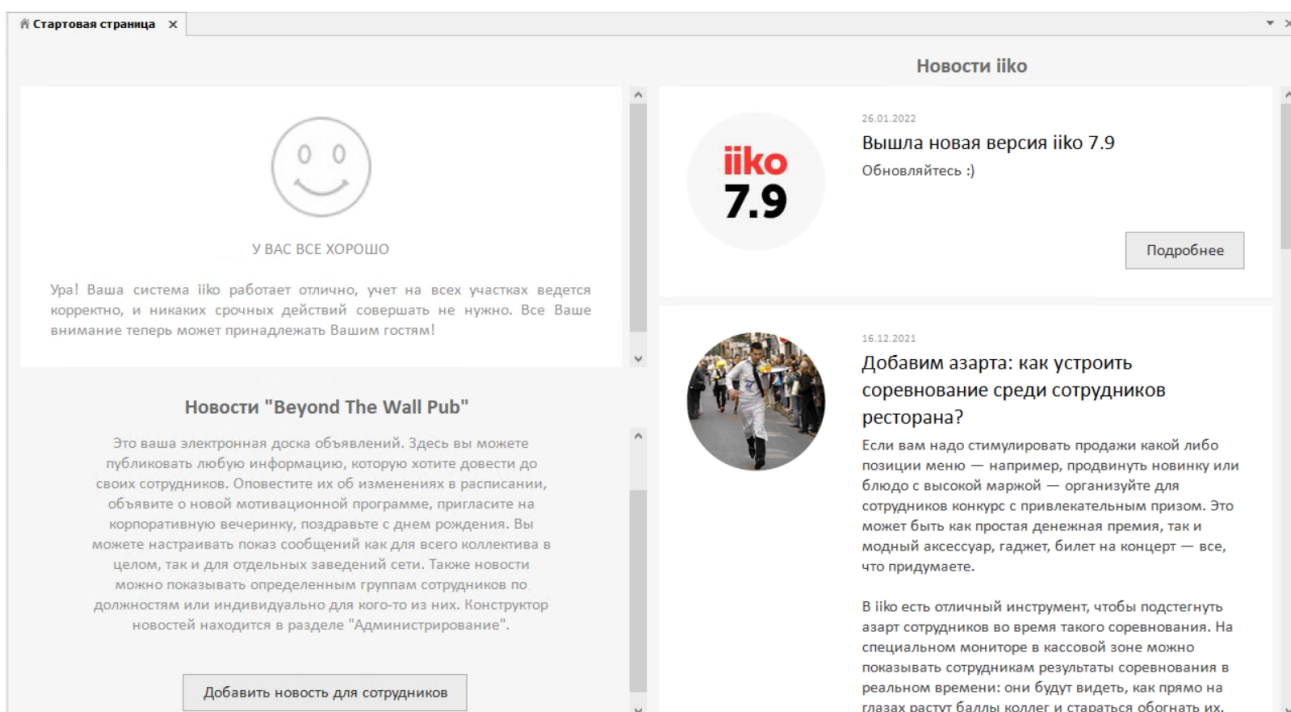 Стартовая страница
У ВАС ВСЕ ХОРОШО
Ура! Ваша система iiko работает отлично, учет на всех участках ведется
корректно, и никаких срочных действий совершать не нужно. Все Ваше
внимание теперь может принадлежать Вашим гостям!
Новости "Beyond The Wall Pub"
Это ваша электронная доска объявлений. Здесь вы можете
публиковать любую информацию, которую хотите довести до
своих сотрудников. Оповестите их об изменениях в расписании,
объявите о новой мотивационной программе, пригласите на
корпоративную вечеринку, поздравьте с днем рождения. Вы
можете настраивать показ сообщений как для всего коллектива в
целом, так и для отдельных заведений сети. Также новости
можно показывать определенным группам сотрудников по
должностям или индивидуально для кого-то из них. Конструктор
новостей находится в разделе "Администрирование".
Добавить новость для сотрудников
Новости iiko
iiko
7.9
26.01.2022
Вышла новая версия iiko 7.9
Обновляйтесь :)
Подробнее
16.12.2021
Добавим азарта: как устроить
соревнование среди сотрудников
ресторана?
Если вам надо стимулировать продажи какой либо
позиции меню — например, продвинуть новинку или
блюдо с высокой маржой — организуйте для
сотрудников конкурс с привлекательным призом. Это
может быть как простая денежная премия, так и
модный аксессуар, гаджет, билет на концерт — все,
что придумаете.
В iiko есть отличный инструмент, чтобы подстегнуть
азарт сотрудников во время такого соревнования. На
специальном мониторе в кассовой зоне можно
показывать сотрудникам результаты соревнования в
реальном времени: они будут видеть, как прямо на
глазах растут баллы коллег и стараться обогнать их.